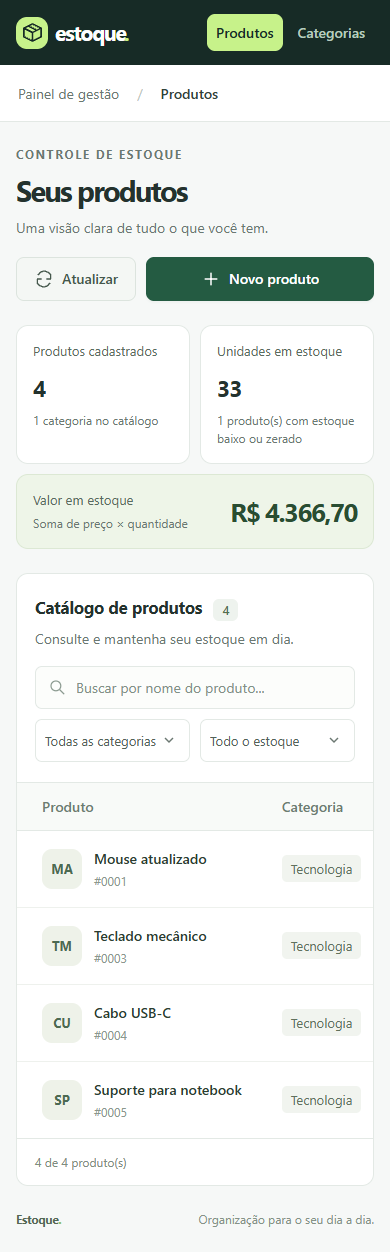 estoque.
Produtos
Categorias
Painel de gestão / Produtos
CONTROLE DE ESTOQUE
Seus produtos
Uma visão clara de tudo o que você tem.
Atualizar
Novo produto
Produtos cadastrados
4
1 categoria no catálogo
Unidades em estoque
33
1 produto(s) com estoque
baixo ou zerado
Valor em estoque
Soma de preço × quantidade
R$ 4.366,70
Catálogo de produtos 4
Consulte e mantenha seu estoque em dia.
Buscar por nome do produto...
Todas as categorias
Todo o estoque
Produto
Categoria
MA
Mouse atualizado
#0001
Tecnologia
TM
Teclado mecânico
#0003
Tecnologia
CU
Cabo USB-C
#0004
Tecnologia
SP
Suporte para notebook
#0005
Tecnologia
4 de 4 produto(s)
Estoque.
Organização para o seu dia a dia.